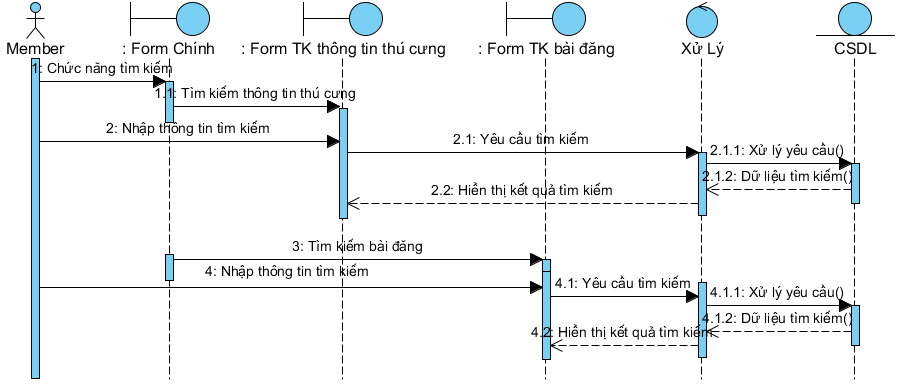 Member
: Form Chính
: Form TK thông tin thú cưng
: Form TK bài đăng
Xử Lý
CSDL
1: Chức năng tìm kiếm
1.1: Tìm kiếm thông tin thú cưng
2: Nhập thông tin tìm kiếm
2.1: Yêu cầu tìm kiếm
2.1.1: Xử lý yêu cầu()
2.1.2: Dữ liệu tìm kiếm()
2.2: Hiển thị kết quả tìm kiếm
3: Tìm kiếm bài đăng
4: Nhập thông tin tìm kiếm
4.1: Yêu cầu tìm kiếm
4.1.1: Xử lý yêu cầu()
4.1.2: Dữ liệu tìm kiếm()
4.2: Hiển thị kết quả tìm kiếm